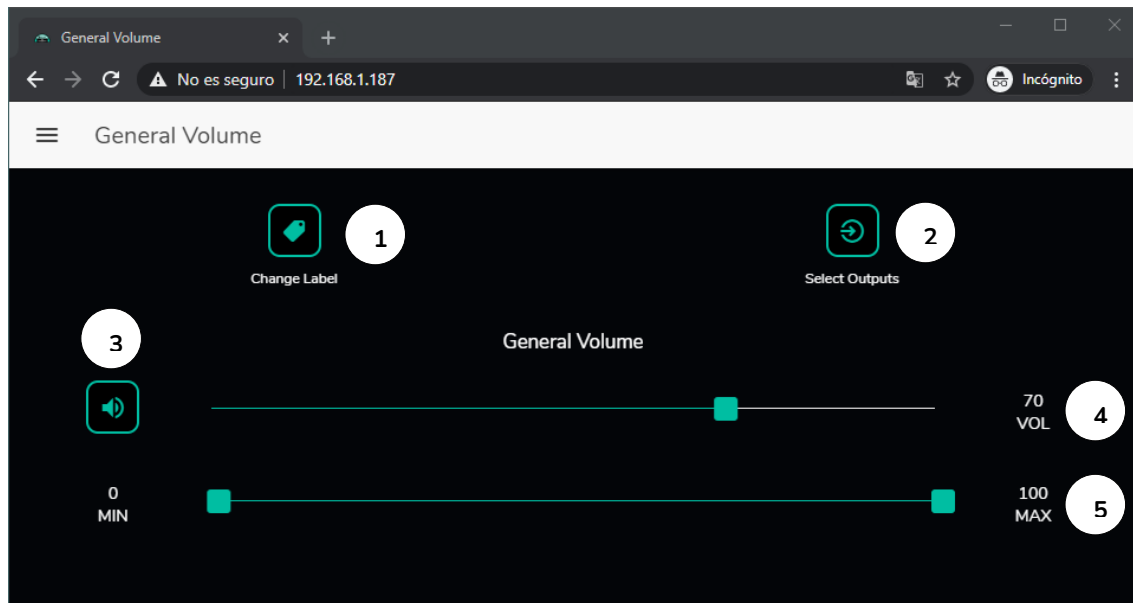 General Volume
No es seguro 192.168.1.187
Incógnito
General Volume
1
2
Change Label
Select Outputs
3
General Volume
70
VOL
4
0
MIN
100
MAX
5